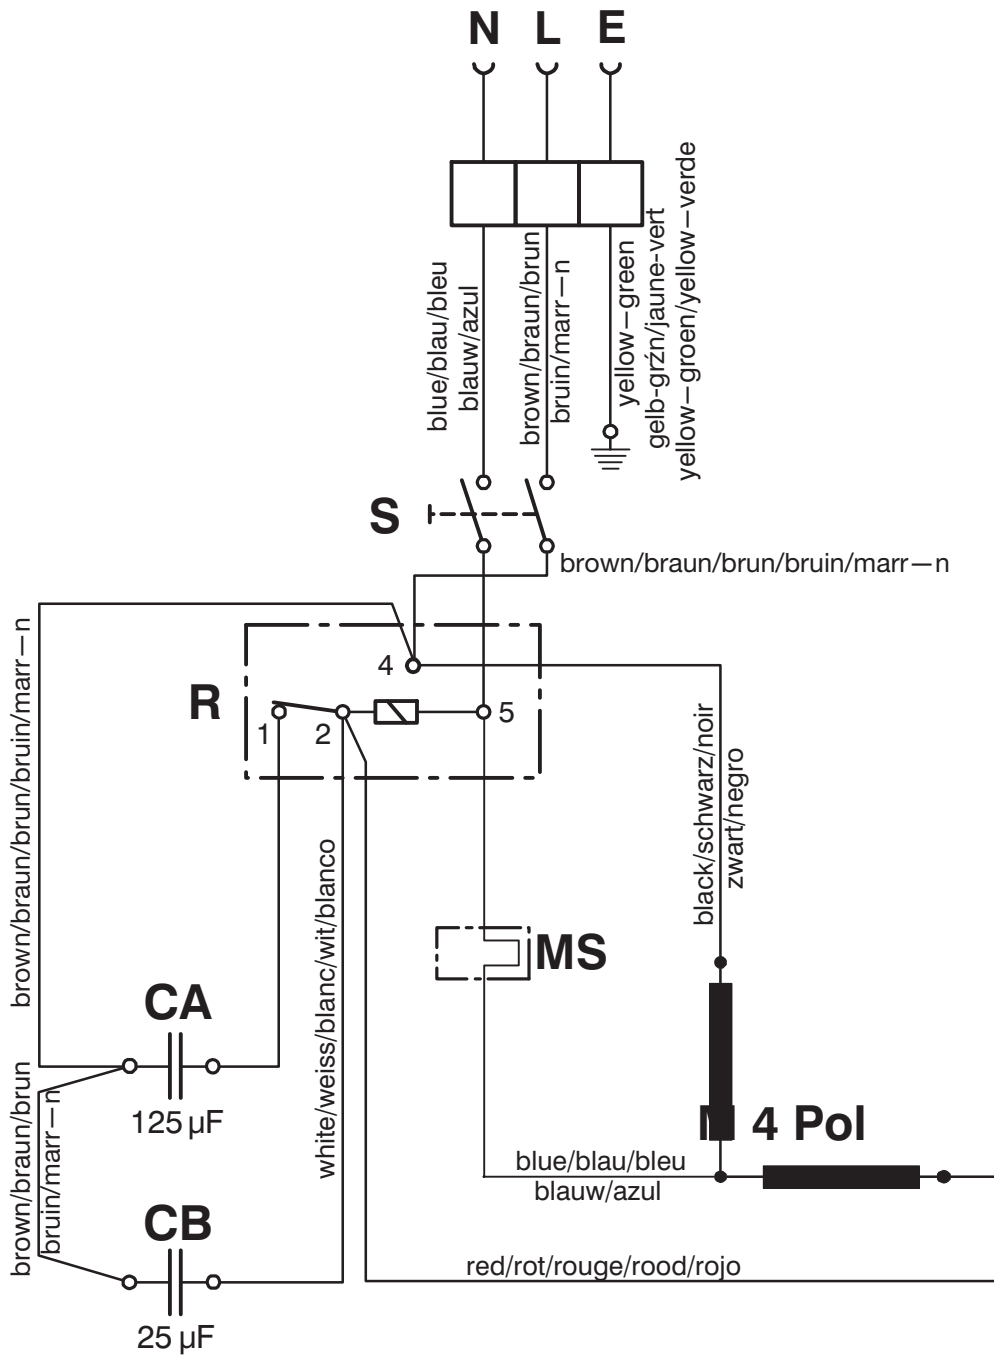 N L E
blue/blau/bleu
blauw/azul
brown/braun/brun
bruin/marr—n
yellow—green
gelb-grźn/jaune-vert
yellow—groen/yellow—verde
S
brown/braun/brun/bruin/marr—n
brown/braun/brun/bruin/marr—n
R
4
1
2
5
black/schwarz/noir
zwart/negro
white/weiss/blanc/wit/blanco
MS
CA
125 µF
brown/braun/brun
bruin/marr—n
4 Pol
blue/blau/bleu
blauw/azul
CB
25 µF
red/rot/rouge/rood/rojo